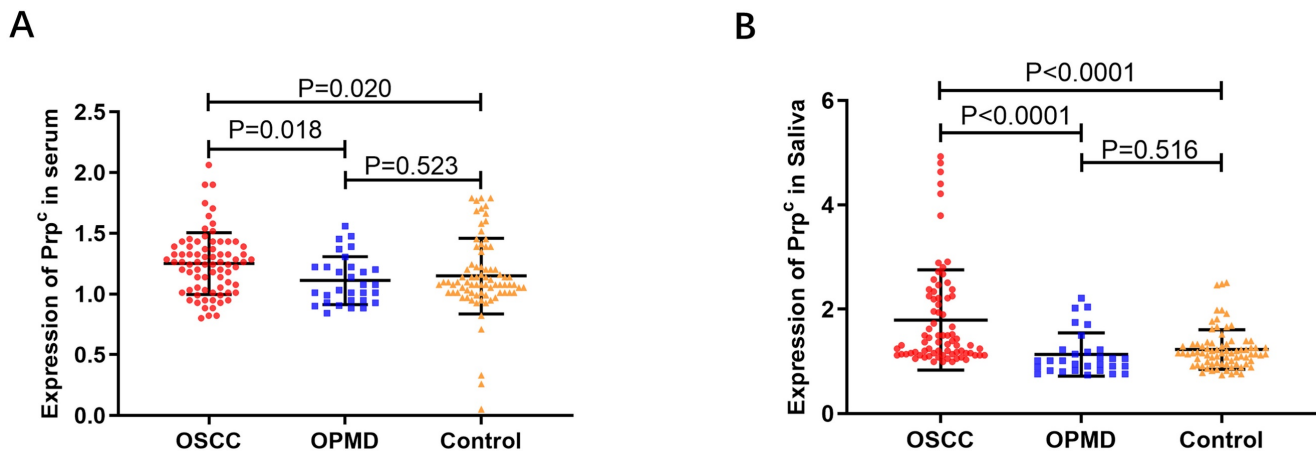 A
Expression of Prpᶜ in serum
2.5
2.0
1.5
1.0
0.5
0.0
P=0.020
P=0.018
P=0.523
OSCC
OPMD
Control
B
Expression of Prpᶜ in Saliva
6
4
2
0
P<0.0001
P<0.0001
P=0.516
OSCC
OPMD
Control